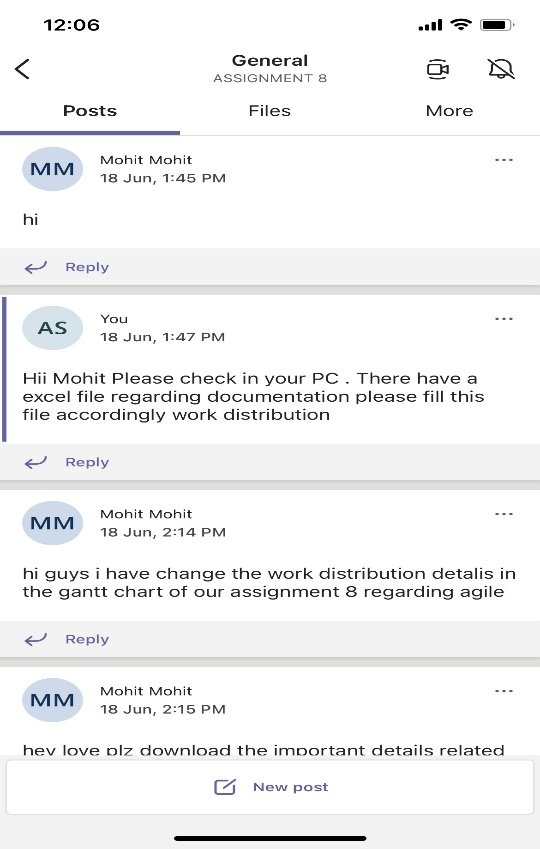 12:06
General
ASSIGNMENT 8
Posts
Files
More
MM
Mohit Mohit
18 Jun, 1:45 PM
hi
Reply
AS
You
18 Jun, 1:47 PM
Hii Mohit Please check in your PC . There have a
excel file regarding documentation please fill this
file accordingly work distribution
Reply
MM
Mohit Mohit
18 Jun, 2:14 PM
hi guys i have change the work distribution detalis in
the gantt chart of our assignment 8 regarding agile
Reply
MM
Mohit Mohit
18 Jun, 2:15 PM
hey love plz download the important details related
New post